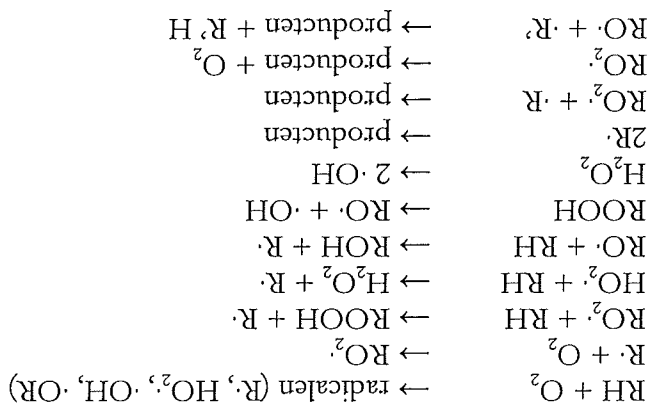 RH + O₂ → radicalen (R·, HO₂·, ·OH, ·OR)
R· + O₂ → RO₂·
RO₂· + RH → ROOH + R·
HO₂· + RH → H₂O₂ + R·
RO· + RH → ROH + R·
ROOH → RO· + ·OH
H₂O₂ → 2 ·OH
2R· → producten
RO₂· + ·R → producten
RO₂· → producten + O₂
RO· + ·R' → producten + R' H